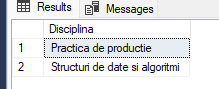 Results Messages
Disciplina
1 Practica de productie
2 Structuri de date si algoritmi